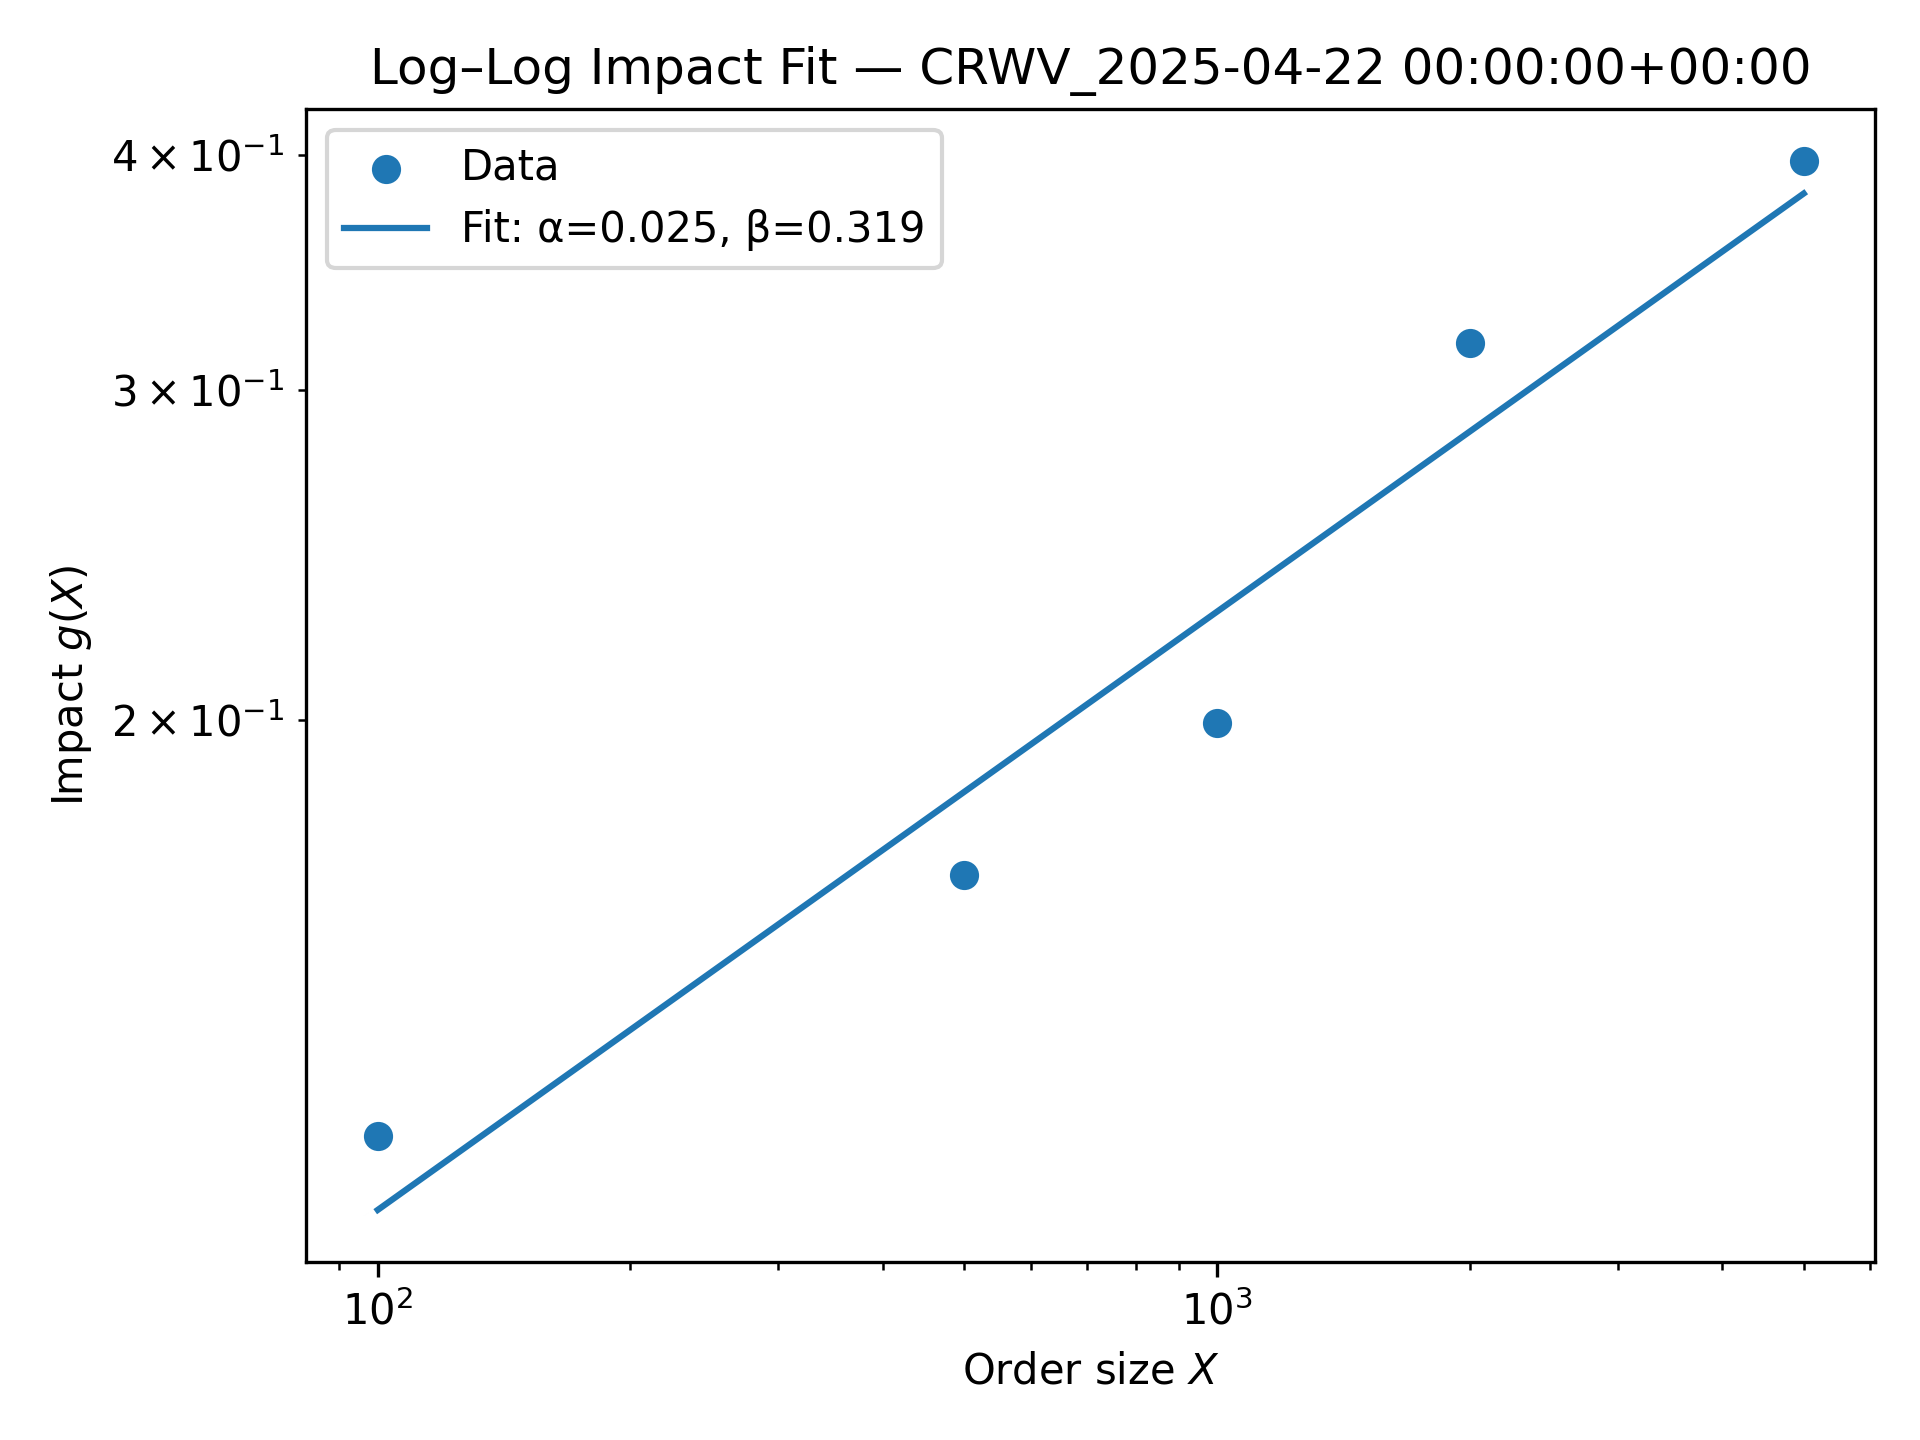 Log–Log Impact Fit — CRWV_2025-04-22 00:00:00+00:00
Data
Fit: α=0.025, β=0.319
4 × 10⁻¹
3 × 10⁻¹
2 × 10⁻¹
Impact g(X)
10² 10³
Order size X